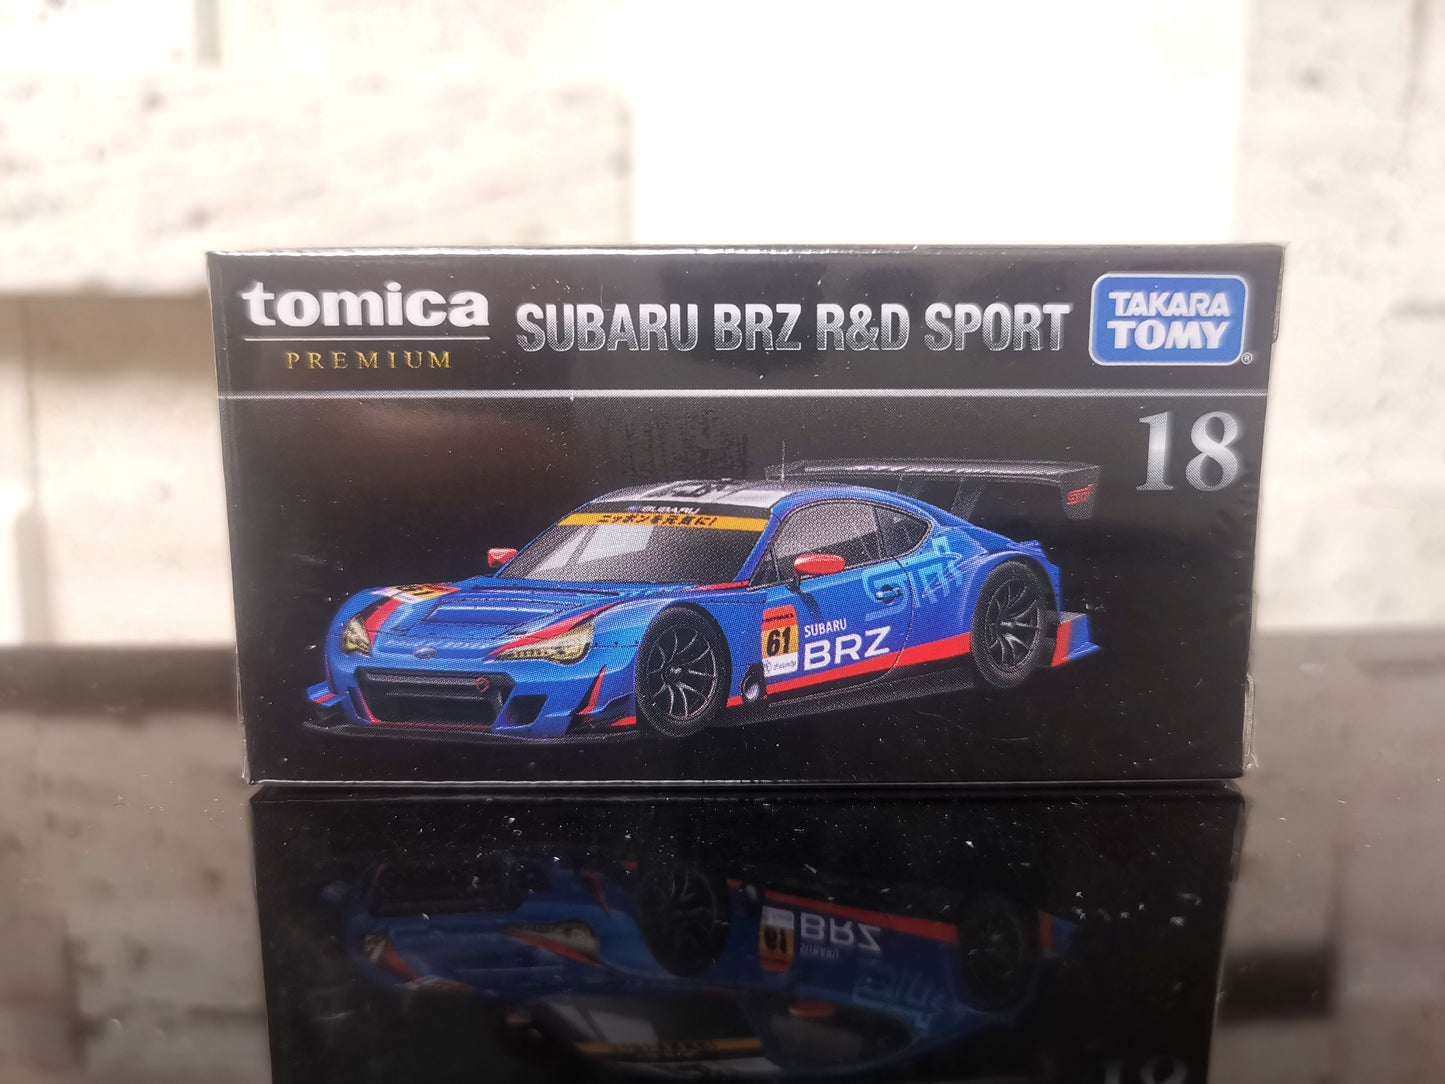 tomica
PREMIUM
SUBARU BRZ R&D SPORT
TAKARA
TOMY
®
18
SUBARU
ニッポンを元気に!
STI
61
SUBARU
BRZ